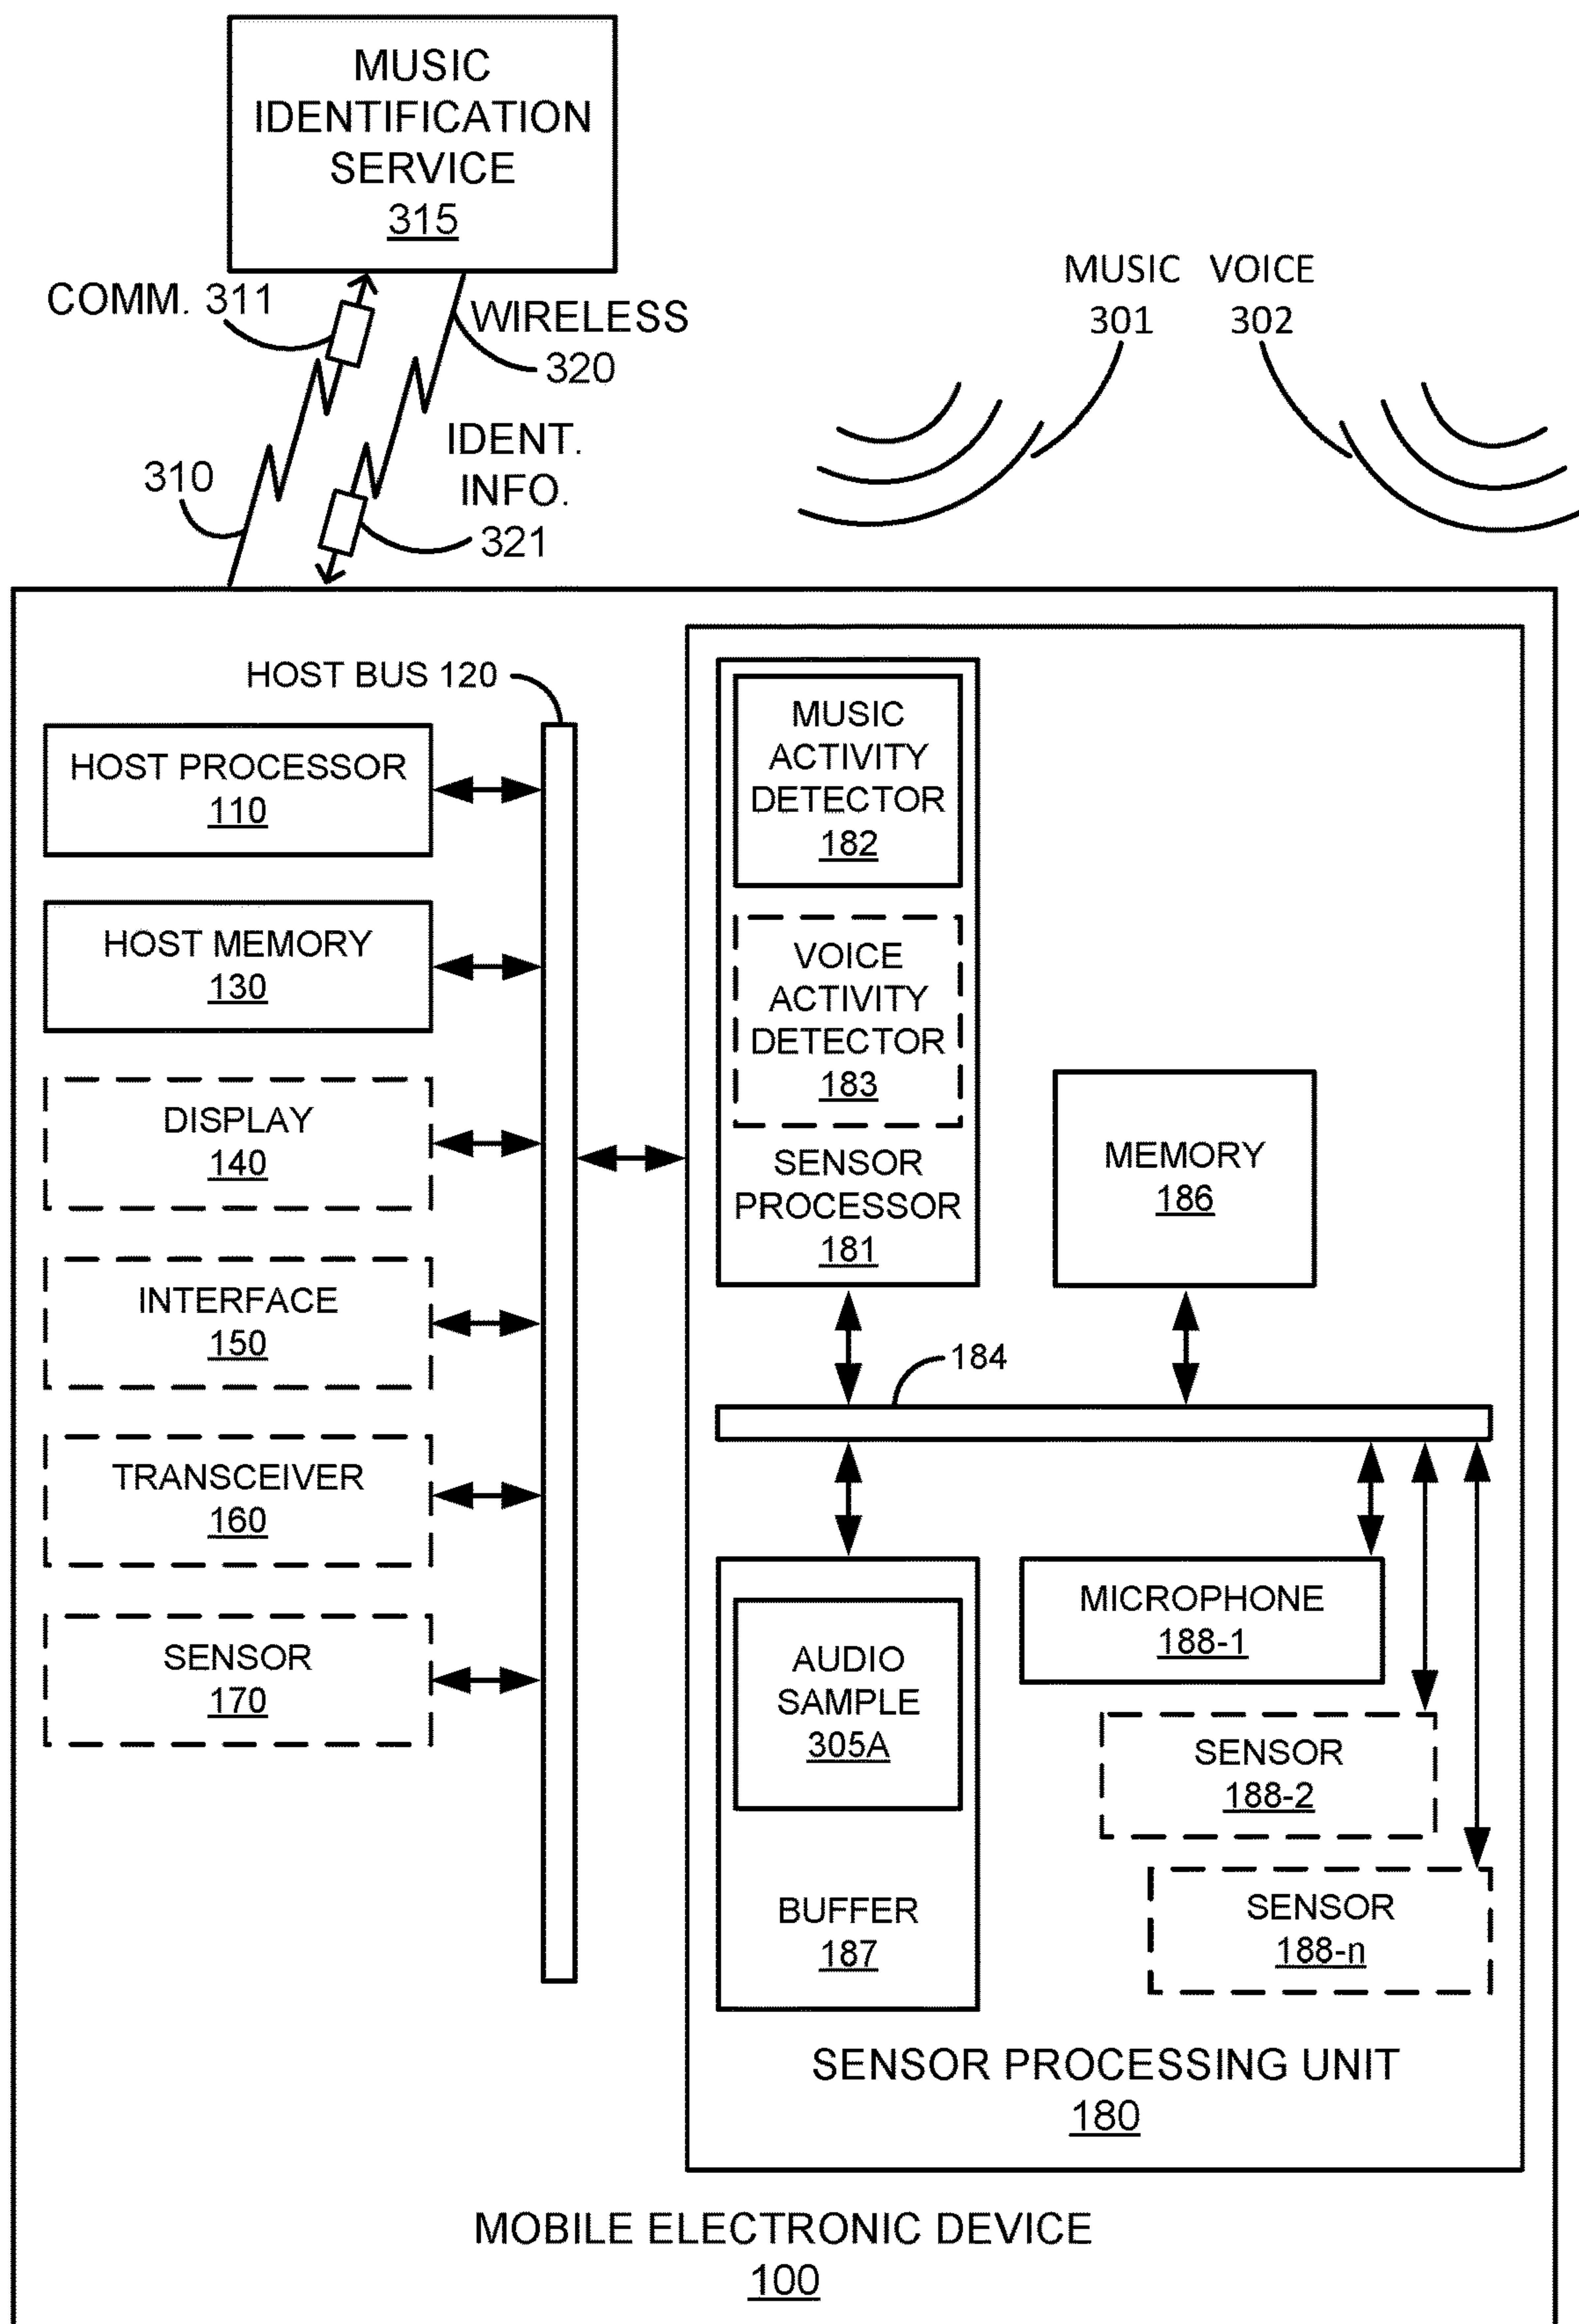 MUSIC
IDENTIFICATION
SERVICE
315
COMM. 311
WIRELESS
320
310
IDENT.
INFO.
321
MUSIC
301
VOICE
302
HOST BUS 120
HOST PROCESSOR
110
HOST MEMORY
130
DISPLAY
140
INTERFACE
150
TRANSCEIVER
160
SENSOR
170
MUSIC
ACTIVITY
DETECTOR
182
VOICE
ACTIVITY
DETECTOR
183
SENSOR
PROCESSOR
181
MEMORY
186
184
AUDIO
SAMPLE
305A
BUFFER
187
MICROPHONE
188-1
SENSOR
188-2
SENSOR
188-n
SENSOR PROCESSING UNIT
180
MOBILE ELECTRONIC DEVICE
100